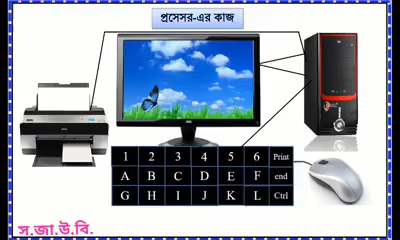 প্রসেসর-এর কাজ
1 2 3 4 5 6 Print
A B C D E F end
G H I J K L Ctrl
স.জা.উ.বি.